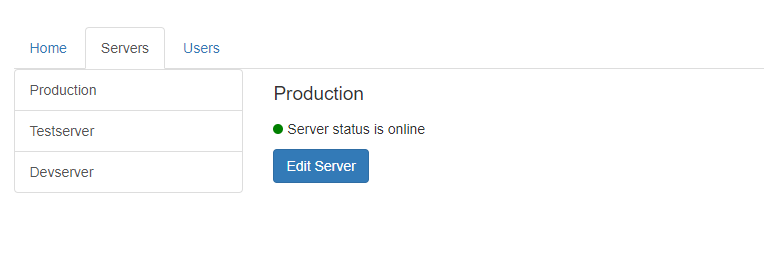 Home Servers Users
Production
Testserver
Devserver
Production
Server status is online
Edit Server